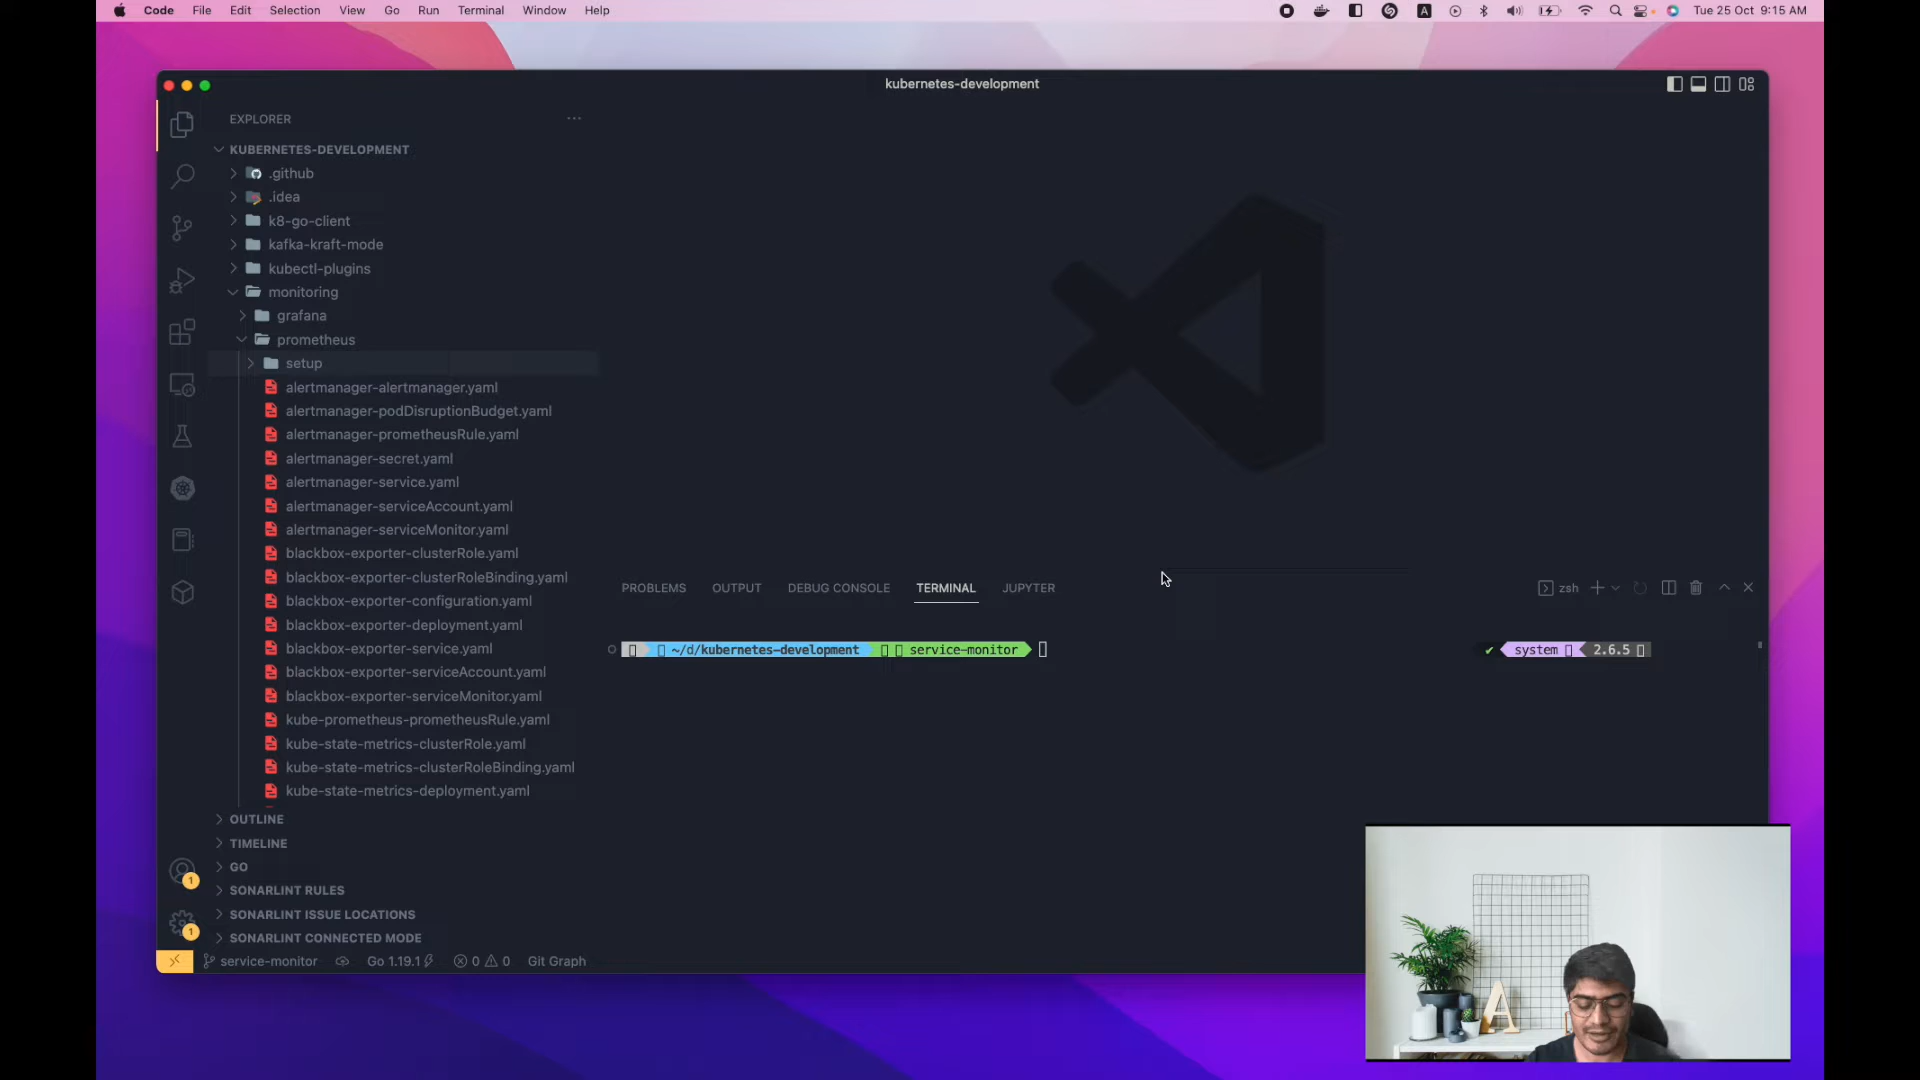 Code File Edit Selection View Go Run Terminal Window Help
A
Tue 25 Oct 9:15 AM
kubernetes-development
EXPLORER
KUBERNETES-DEVELOPMENT
.github
.idea
k8-go-client
kafka-kraft-mode
kubectl-plugins
monitoring
grafana
prometheus
setup
alertmanager-alertmanager.yaml
alertmanager-podDisruptionBudget.yaml
alertmanager-prometheusRule.yaml
alertmanager-secret.yaml
alertmanager-service.yaml
alertmanager-serviceAccount.yaml
alertmanager-serviceMonitor.yaml
blackbox-exporter-clusterRole.yaml
blackbox-exporter-clusterRoleBinding.yaml
blackbox-exporter-configuration.yaml
blackbox-exporter-deployment.yaml
blackbox-exporter-service.yaml
blackbox-exporter-serviceAccount.yaml
blackbox-exporter-serviceMonitor.yaml
kube-prometheus-prometheusRule.yaml
kube-state-metrics-clusterRole.yaml
kube-state-metrics-clusterRoleBinding.yaml
kube-state-metrics-deployment.yaml
OUTLINE
TIMELINE
GO
SONARLINT RULES
SONARLINT ISSUE LOCATIONS
SONARLINT CONNECTED MODE
1
1
PROBLEMS OUTPUT DEBUG CONSOLE TERMINAL JUPYTER
zsh
~/d/kubernetes-development service-monitor
✔ system 2.6.5
service-monitor Go 1.19.1 0 0 Git Graph
A